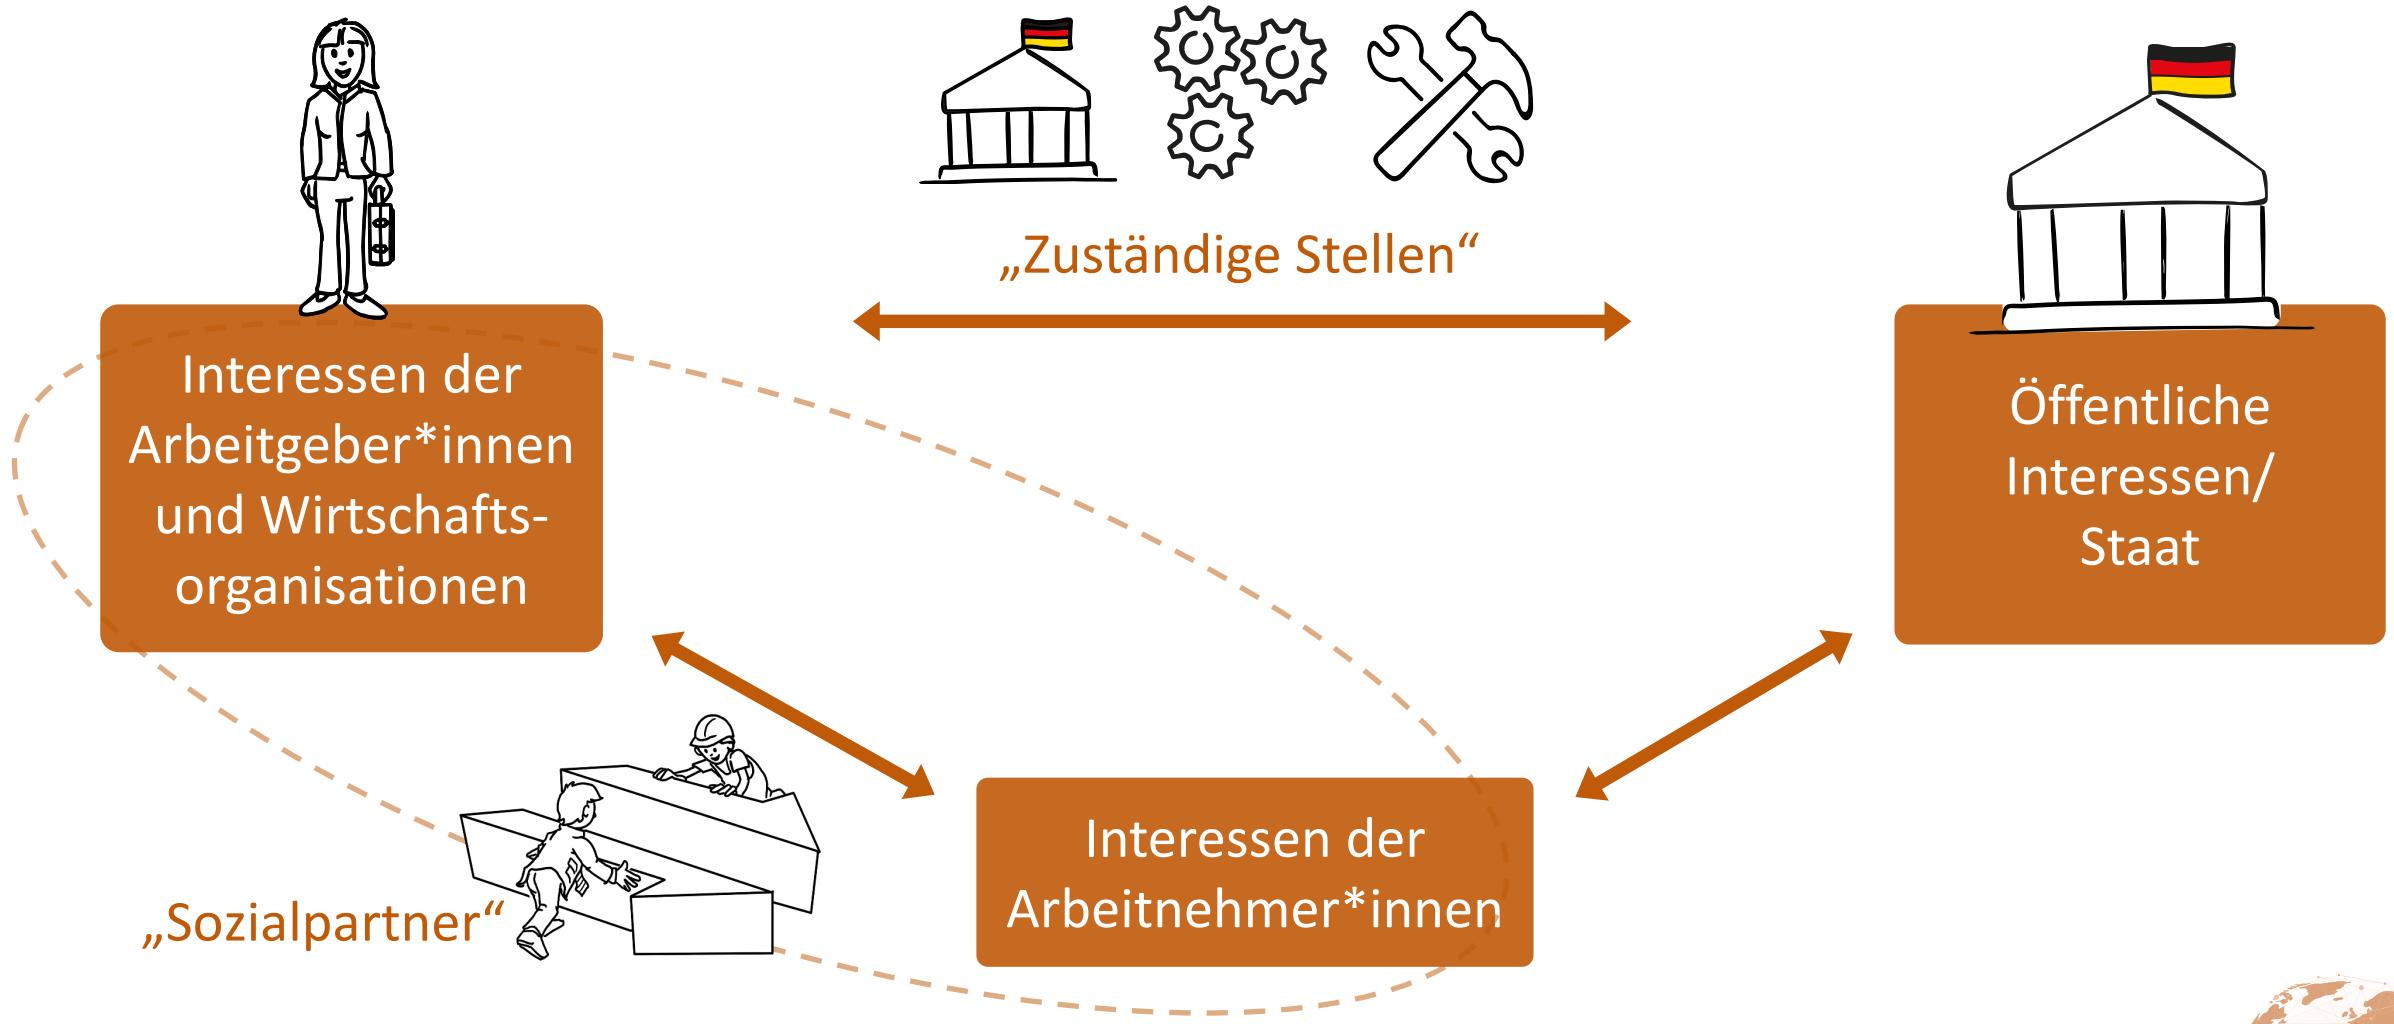 „Zuständige Stellen“
Interessen der
Arbeitgeber*innen
und Wirtschafts-
organisationen
Öffentliche
Interessen/
Staat
Interessen der
Arbeitnehmer*innen
„Sozialpartner“